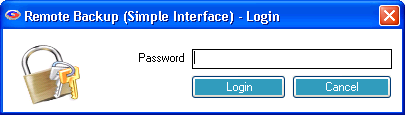 Remote Backup (Simple Interface) - Login
Password
Login Cancel